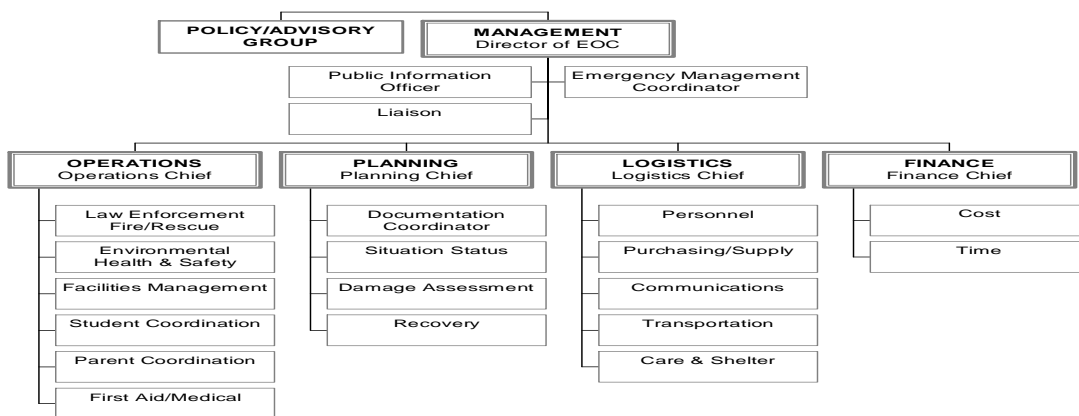 POLICY/ADVISORY
GROUP
MANAGEMENT
Director of EOC
Public Information
Officer
Emergency Management
Coordinator
Liaison
OPERATIONS
Operations Chief
Law Enforcement
Fire/Rescue
Environmental
Health & Safety
Facilities Management
Student Coordination
Parent Coordination
First Aid/Medical
PLANNING
Planning Chief
Documentation
Coordinator
Situation Status
Damage Assessment
Recovery
LOGISTICS
Logistics Chief
Personnel
Purchasing/Supply
Communications
Transportation
Care & Shelter
FINANCE
Finance Chief
Cost
Time